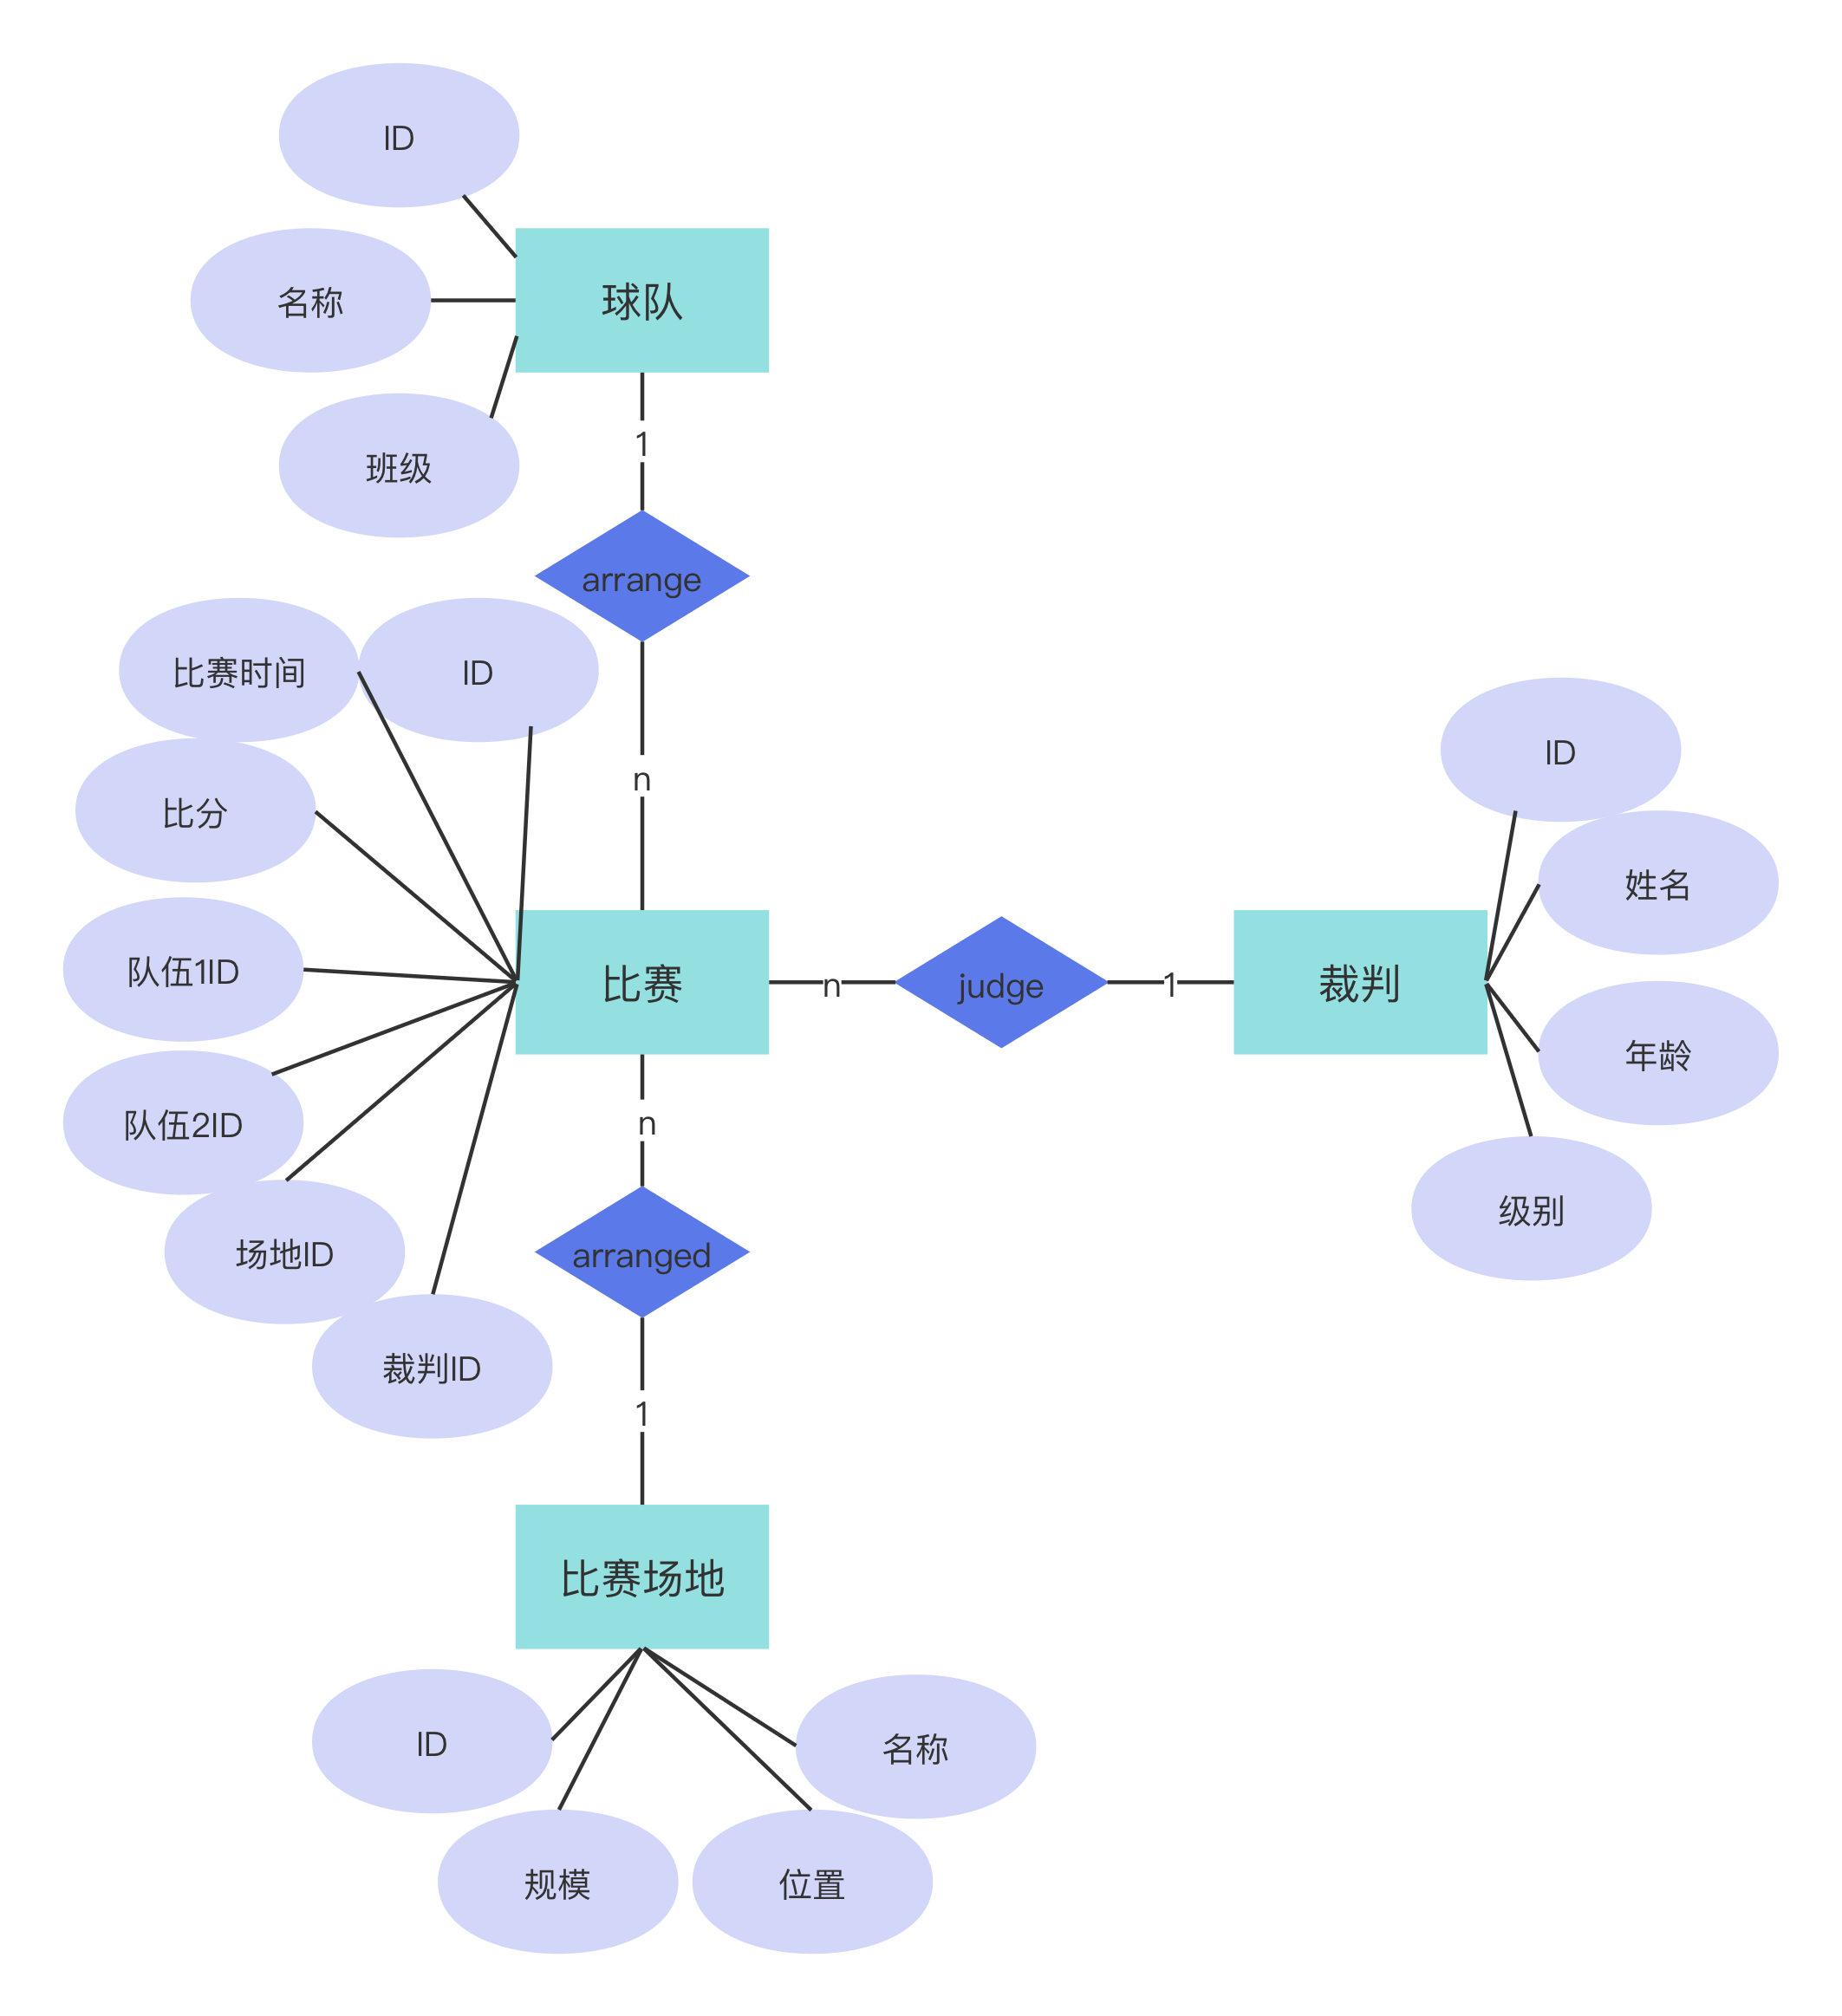 ID
名称
球队
班级
1
arrange
比赛时间
ID
n
比分
队伍1ID
比赛
n
judge
1
裁判
ID
姓名
年龄
级别
队伍2ID
n
场地ID
arranged
裁判ID
1
比赛场地
ID
名称
规模
位置